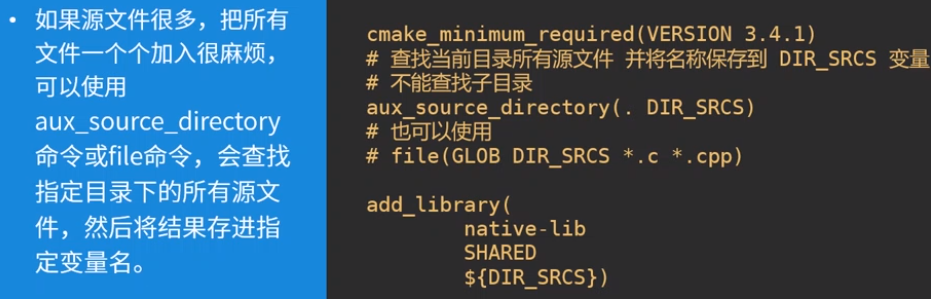 • 如果源文件很多，把所有
文件一个个加入很麻烦，
可以使用
aux_source_directory
命令或file命令，会查找
指定目录下的所有源文
件，然后将结果存进指
定变量名。
cmake_minimum_required(VERSION 3.4.1)
# 查找当前目录所有源文件 并将名称保存到 DIR_SRCS 变量
# 不能查找子目录
aux_source_directory(. DIR_SRCS)
# 也可以使用
# file(GLOB DIR_SRCS *.c *.cpp)
add_library(
native-lib
SHARED
${DIR_SRCS})